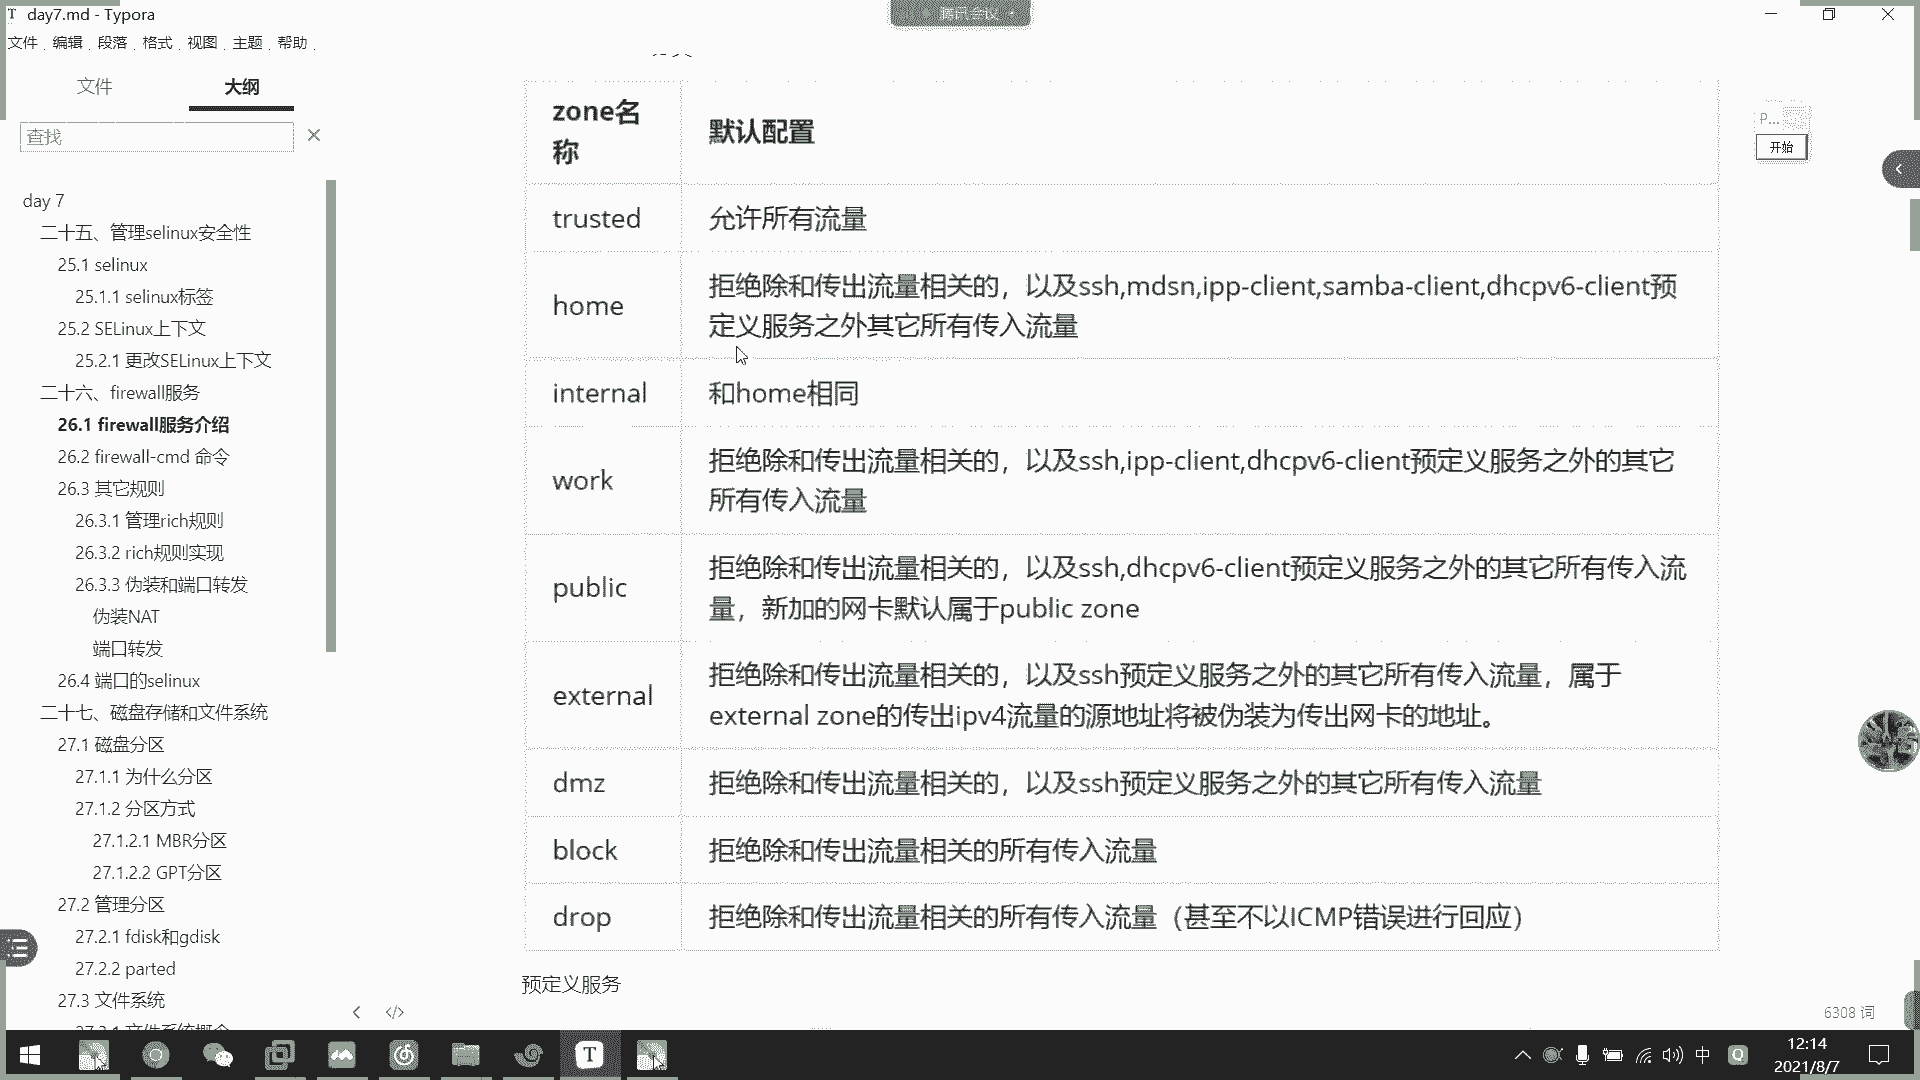 day7.md - Typora
腾讯会议
文件 编辑 段落 格式 视图 主题 帮助
文件 大纲
查找
day 7
二十五、管理selinux安全性
25.1 selinux
25.1.1 selinux标签
25.2 SELinux上下文
25.2.1 更改SELinux上下文
二十六、firewall服务
26.1 firewall服务介绍
26.2 firewall-cmd 命令
26.3 其它规则
26.3.1 管理rich规则
26.3.2 rich规则实现
26.3.3 伪装和端口转发
伪装NAT
端口转发
26.4 端口的selinux
二十七、磁盘存储和文件系统
27.1 磁盘分区
27.1.1 为什么分区
27.1.2 分区方式
27.1.2.1 MBR分区
27.1.2.2 GPT分区
27.2 管理分区
27.2.1 fdisk和gdisk
27.2.2 parted
27.3 文件系统
27.3.1 文件系统概念
zone名
称
默认配置
trusted
允许所有流量
home
拒绝除和传出流量相关的，以及ssh,mdsn,ipp-client,samba-client,dhcpv6-client预
定义服务之外其它所有传入流量
internal
和home相同
work
拒绝除和传出流量相关的，以及ssh,ipp-client,dhcpv6-client预定义服务之外的其它
所有传入流量
public
拒绝除和传出流量相关的，以及ssh,dhcpv6-client预定义服务之外的其它所有传入流
量，新加的网卡默认属于public zone
external
拒绝除和传出流量相关的，以及ssh预定义服务之外的其它所有传入流量，属于
external zone的传出ipv4流量的源地址将被伪装为传出网卡的地址。
dmz
拒绝除和传出流量相关的，以及ssh预定义服务之外的其它所有传入流量
block
拒绝除和传出流量相关的所有传入流量
drop
拒绝除和传出流量相关的所有传入流量（甚至不以ICMP错误进行回应）
预定义服务
P...
开始
6308 词
中
12:14
2021/8/7